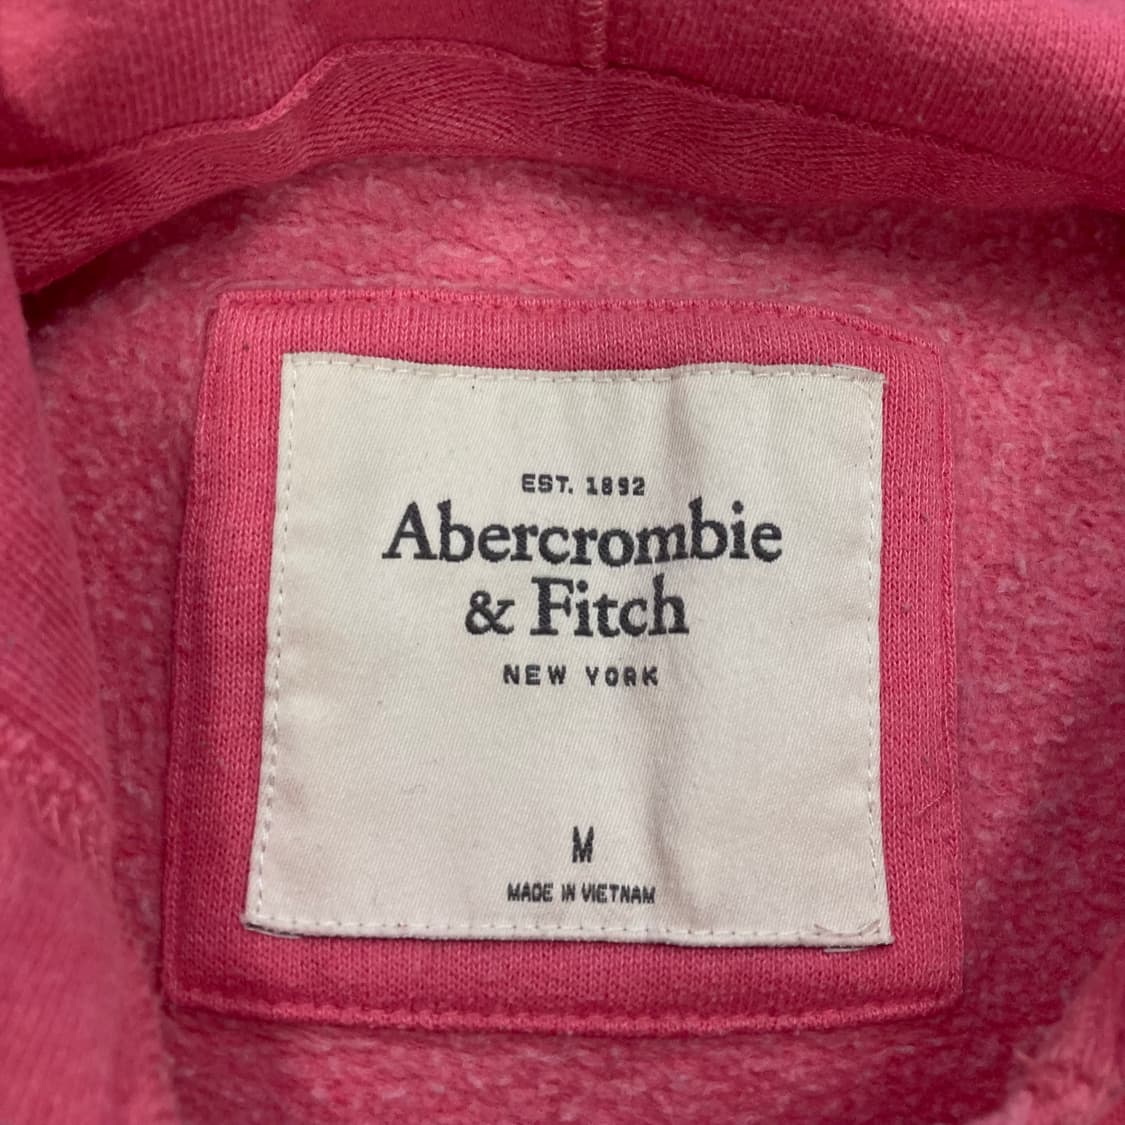 EST. 1892
Abercrombie
& Fitch
NEW YORK
M
MADE IN VIETNAM